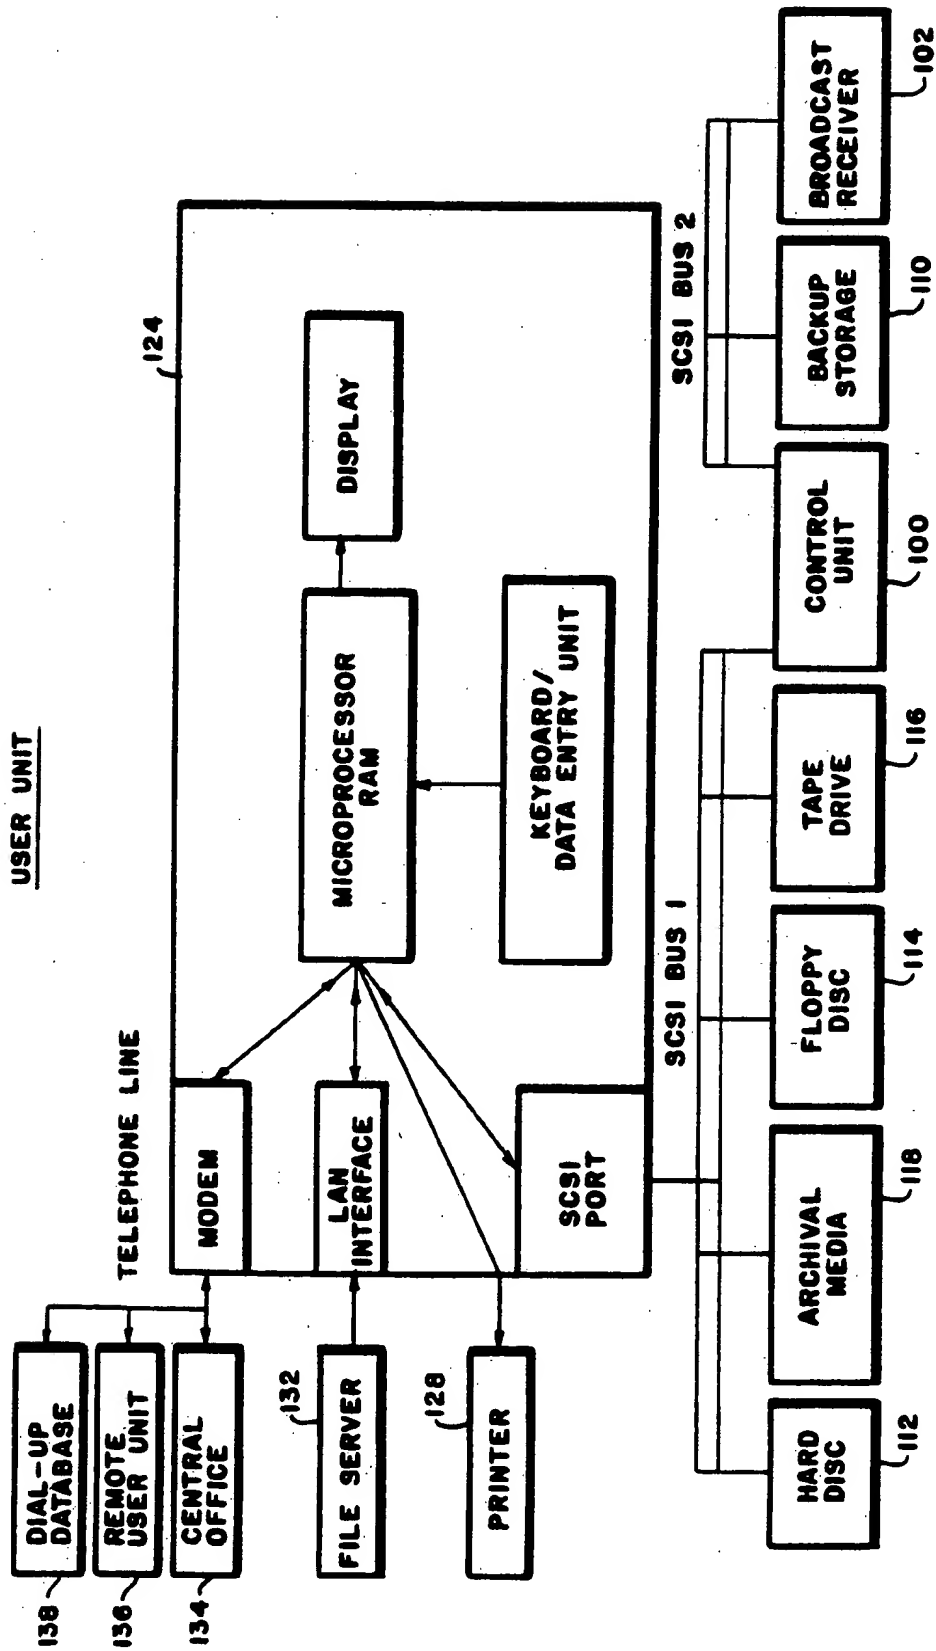 USER UNIT
TELEPHONE LINE
124
138
DIAL-UP
DATABASE
136
REMOTE
USER UNIT
134
CENTRAL
OFFICE
MODEM
132
FILE SERVER
LAN
INTERFACE
128
PRINTER
SCSI
PORT
MICROPROCESSOR
RAM
DISPLAY
KEYBOARD/
DATA ENTRY UNIT
SCSI BUS 1
SCSI BUS 2
HARD
DISC
112
ARCHIVAL
MEDIA
118
FLOPPY
DISC
114
TAPE
DRIVE
116
CONTROL
UNIT
100
BACKUP
STORAGE
110
BROADCAST
RECEIVER
102